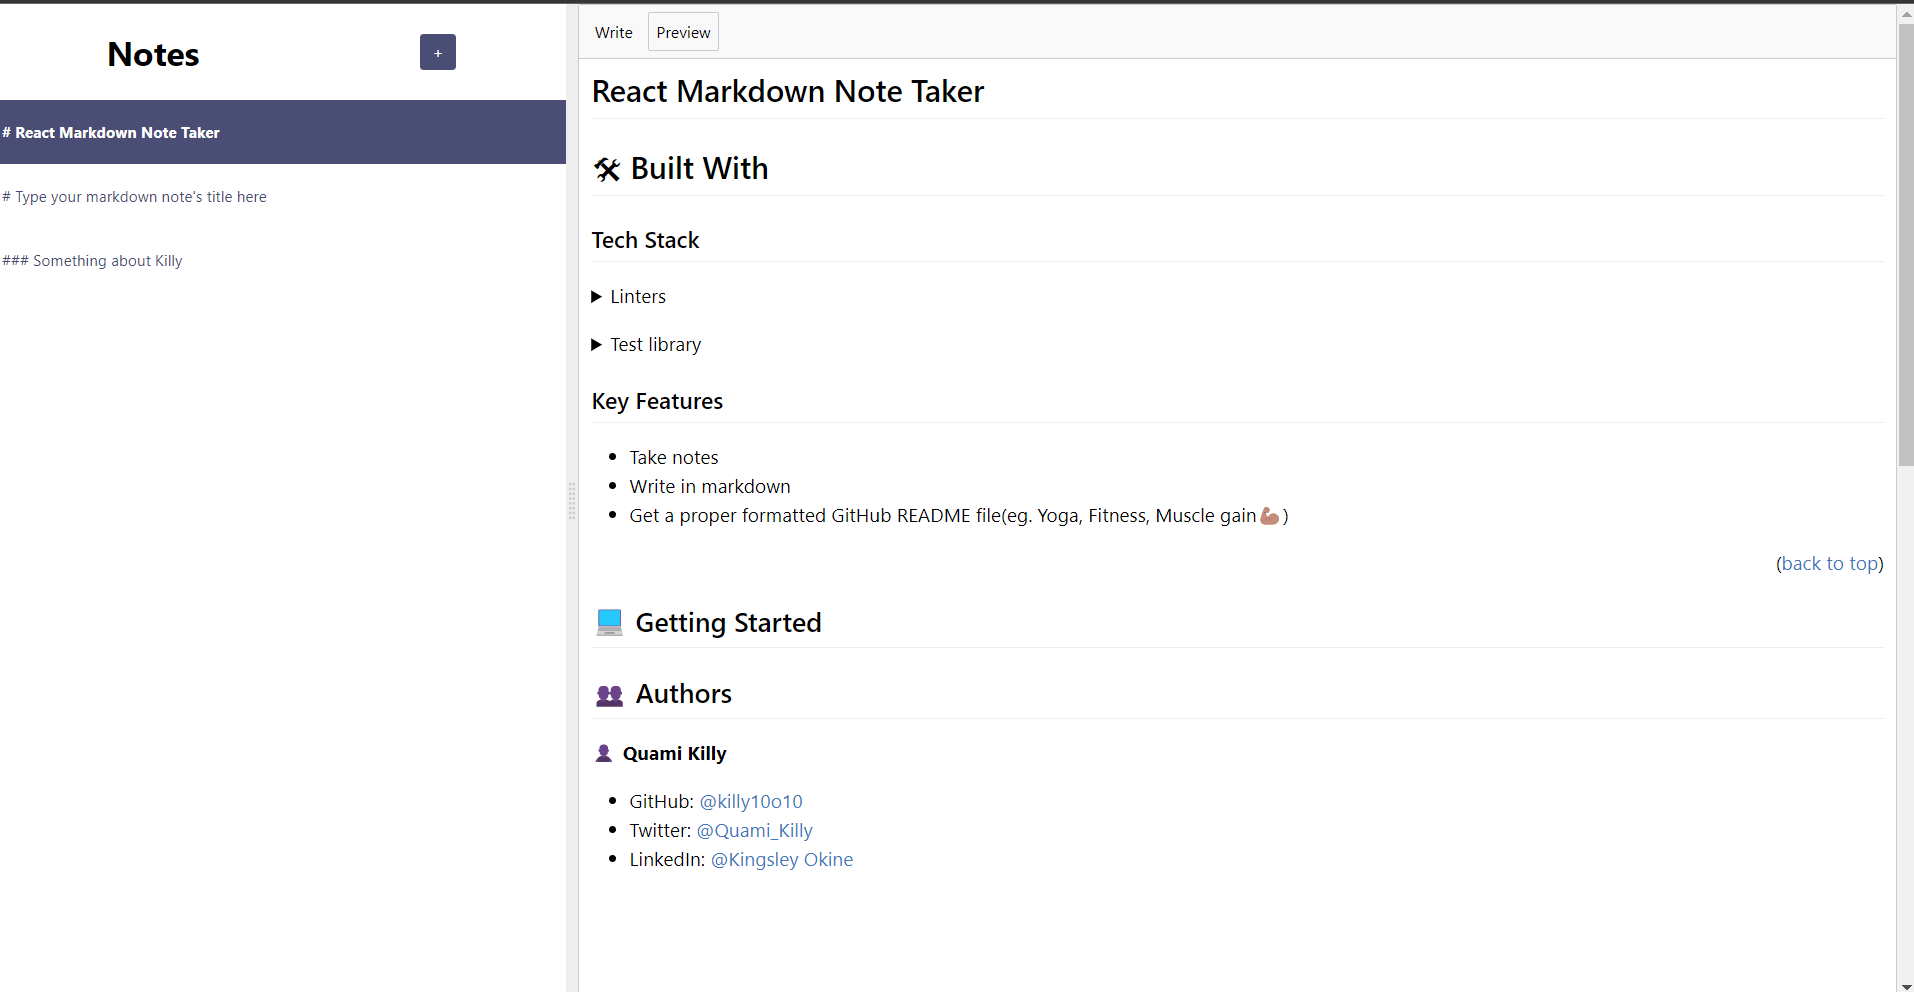 Notes
+
# React Markdown Note Taker
# Type your markdown note's title here
### Something about Killy
Write Preview
React Markdown Note Taker
🛠 Built With
Tech Stack
▶ Linters
▶ Test library
Key Features
• Take notes
• Write in markdown
• Get a proper formatted GitHub README file(eg. Yoga, Fitness, Muscle gain💪🏽)
(back to top)
💻 Getting Started
👥 Authors
👤 Quami Killy
• GitHub: @killy10o10
• Twitter: @Quami_Killy
• LinkedIn: @Kingsley Okine